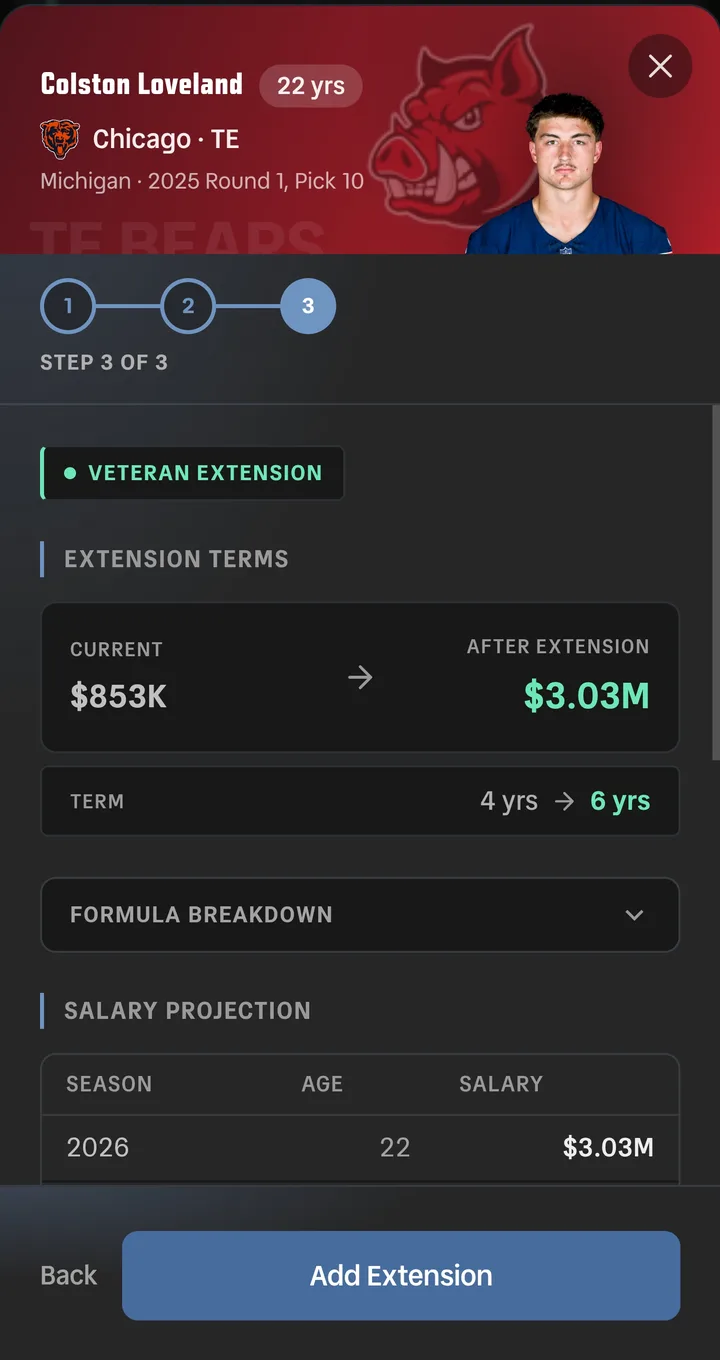 Colston Loveland 22 yrs
Chicago · TE
Michigan · 2025 Round 1, Pick 10
TE BEARS
1 2 3
STEP 3 OF 3
VETERAN EXTENSION
EXTENSION TERMS
CURRENT AFTER EXTENSION
$853K → $3.03M
TERM 4 yrs → 6 yrs
FORMULA BREAKDOWN
SALARY PROJECTION
SEASON AGE SALARY
2026 22 $3.03M
Back Add Extension